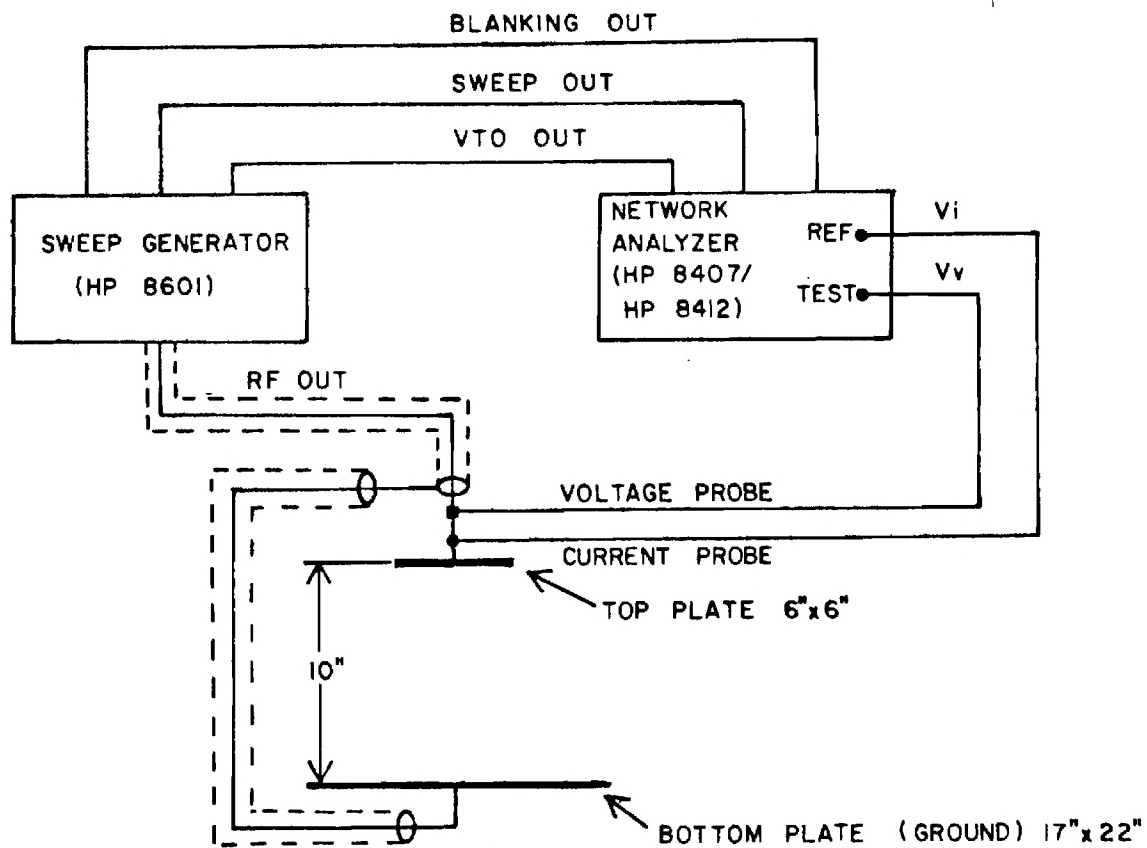 BLANKING OUT
SWEEP OUT
VTO OUT
SWEEP GENERATOR
(HP 8601)
NETWORK
ANALYZER
(HP 8407/
HP 8412)
REF
TEST
Vi
Vv
RF OUT
VOLTAGE PROBE
CURRENT PROBE
TOP PLATE 6"x6"
10"
BOTTOM PLATE (GROUND) 17"x22"